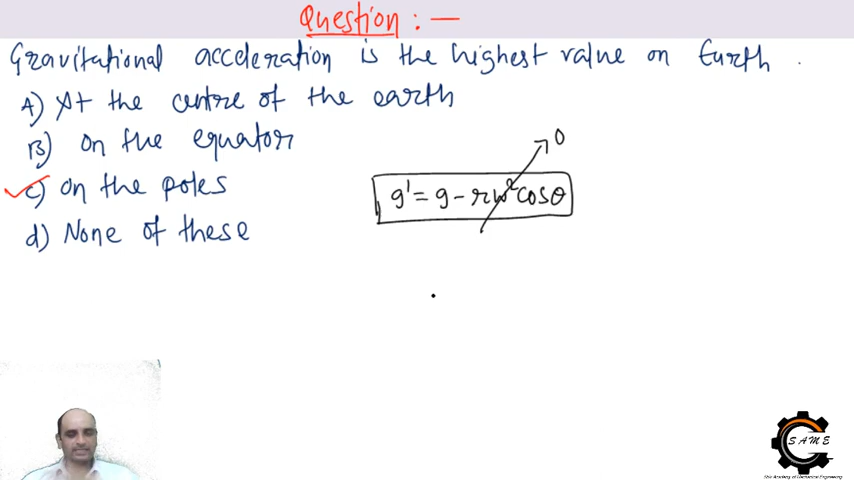 Question : —
Gravitational acceleration is the highest value on Earth .
A) At the centre of the earth
B) on the equator
C) on the poles
d) None of these
0
g' = g - rw²cosθ
SAME